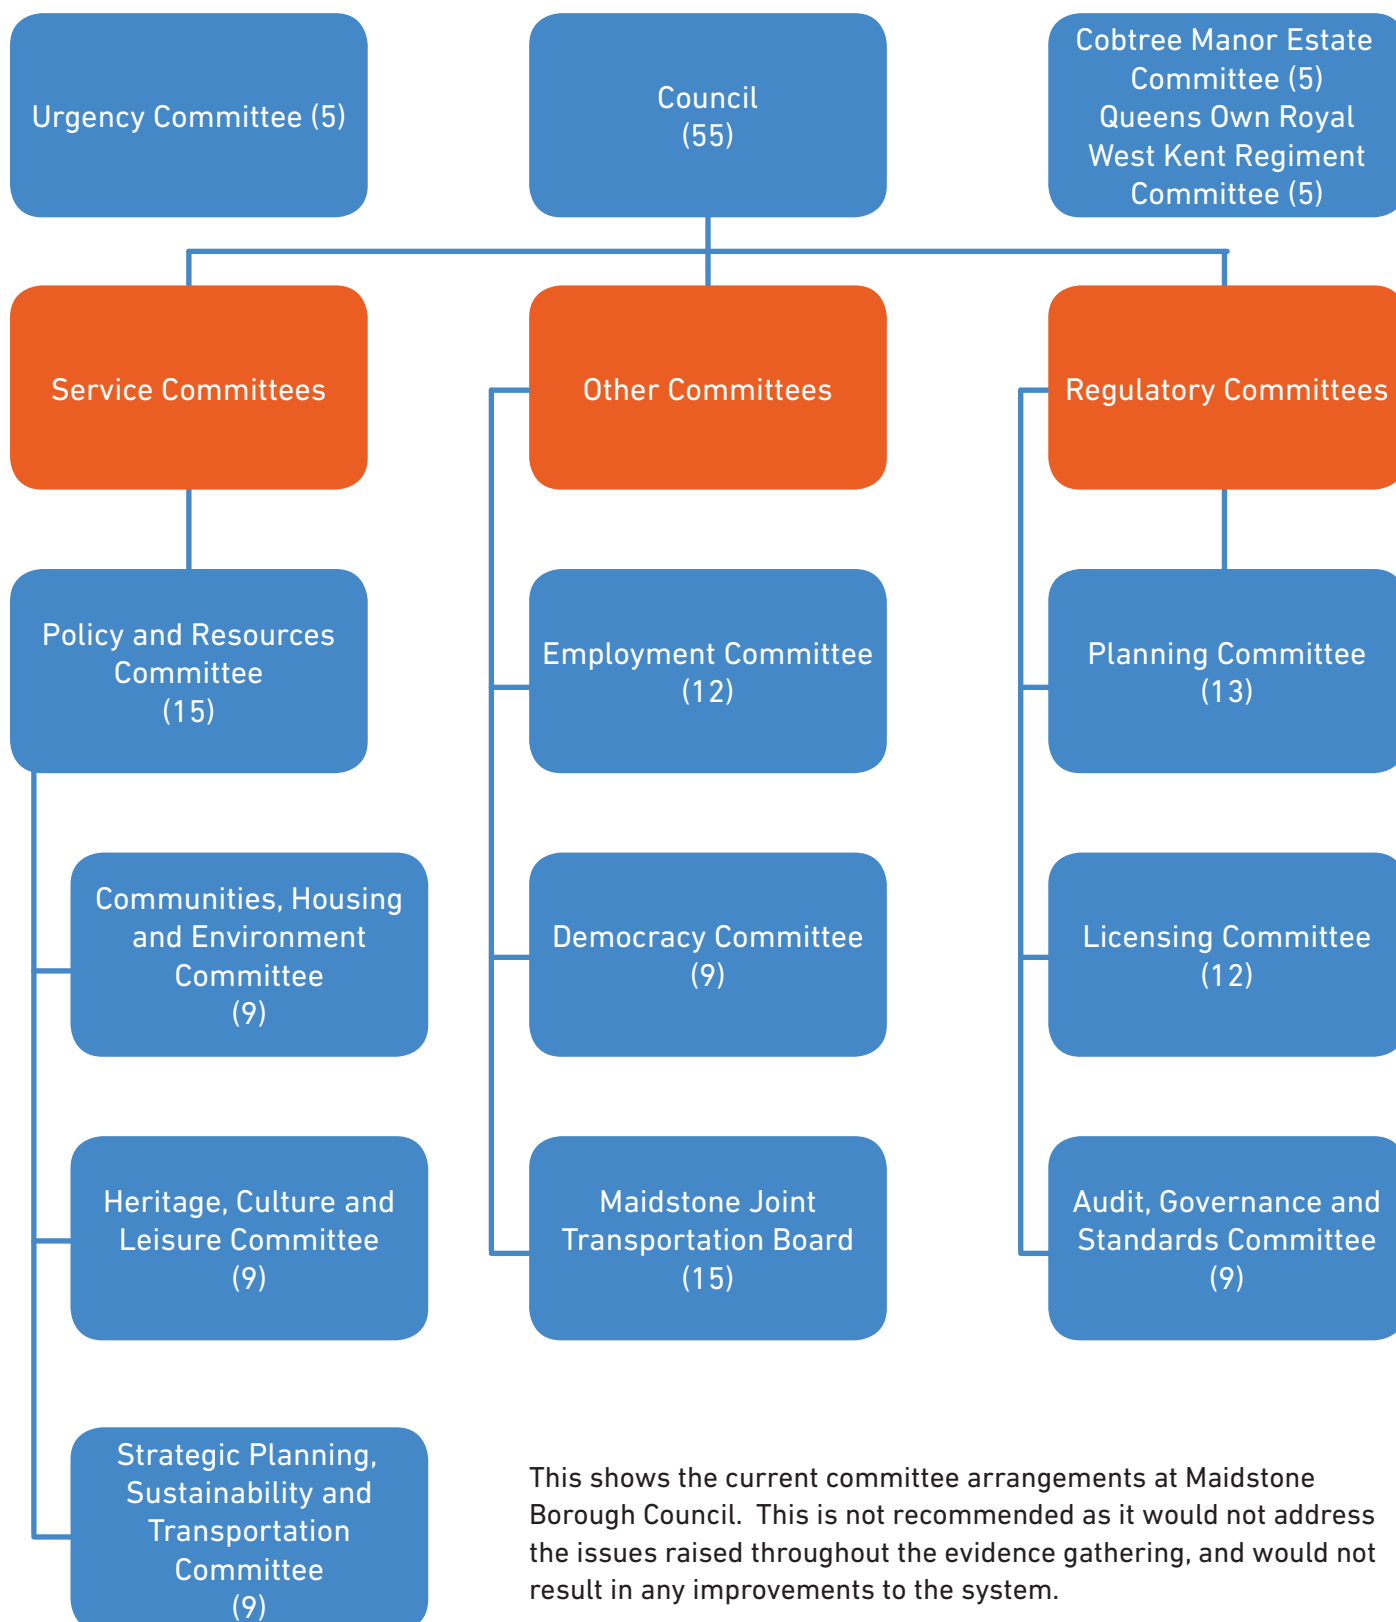 Urgency Committee (5)
Council
(55)
Cobtree Manor Estate
Committee (5)
Queens Own Royal
West Kent Regiment
Committee (5)
Service Committees
Other Committees
Regulatory Committees
Policy and Resources
Committee
(15)
Employment Committee
(12)
Planning Committee
(13)
Communities, Housing
and Environment
Committee
(9)
Democracy Committee
(9)
Licensing Committee
(12)
Heritage, Culture and
Leisure Committee
(9)
Maidstone Joint
Transportation Board
(15)
Audit, Governance and
Standards Committee
(9)
Strategic Planning,
Sustainability and
Transportation
Committee
(9)
This shows the current committee arrangements at Maidstone
Borough Council.  This is not recommended as it would not address
the issues raised throughout the evidence gathering, and would not
result in any improvements to the system.